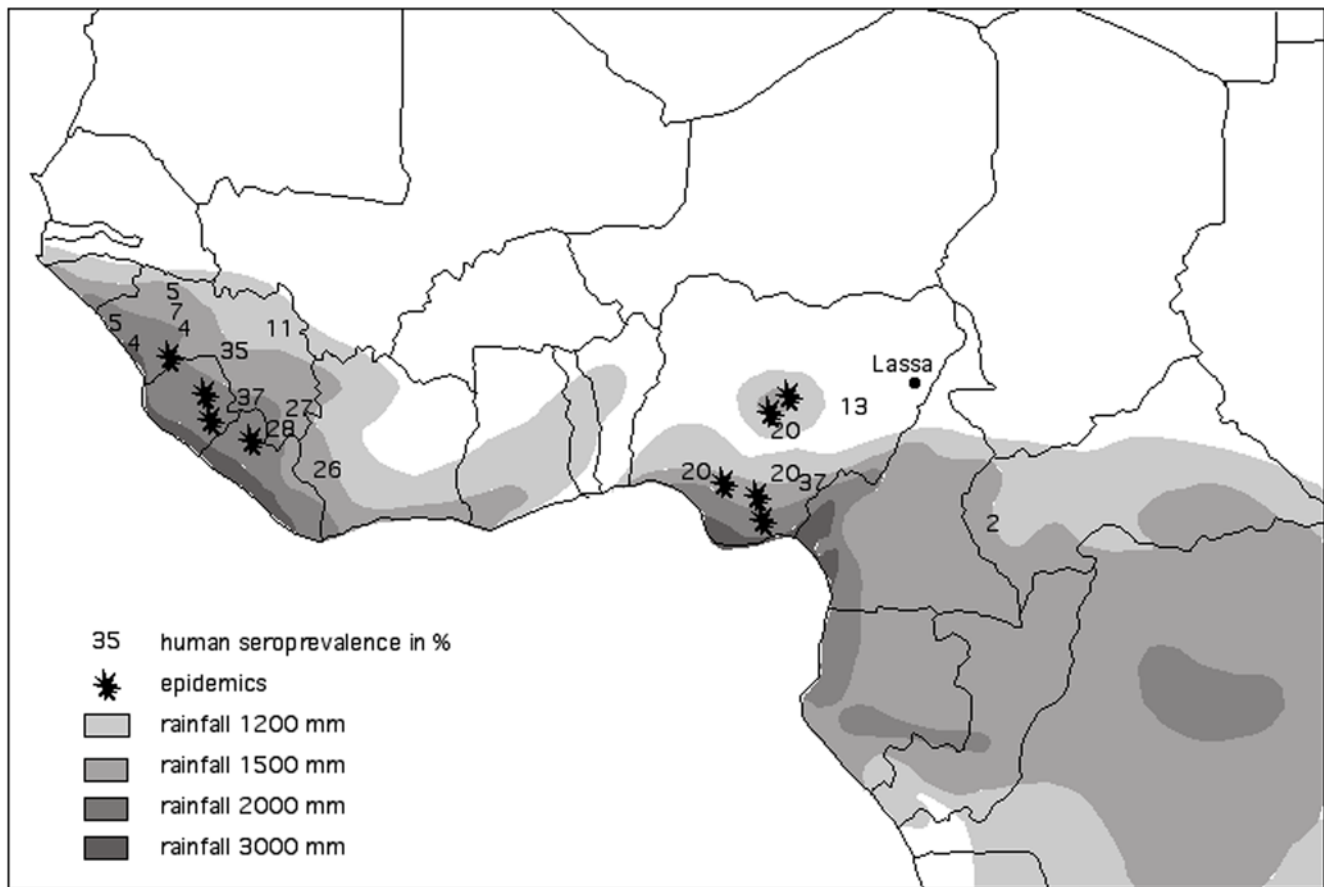 5
7
5
4
11
4
35
Lassa
37
27
13
28
20
26
20
20
37
2
35 human seroprevalence in %
epidemics
rainfall 1200 mm
rainfall 1500 mm
rainfall 2000 mm
rainfall 3000 mm